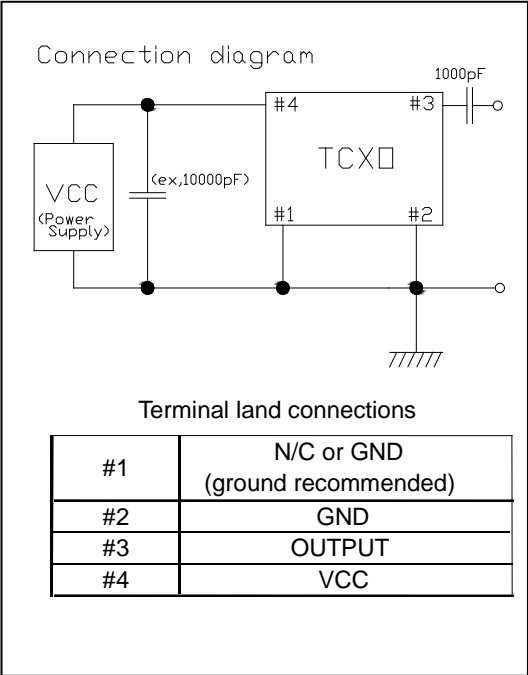 Connection diagram
1000pF
#4
#3
TCXO
VCC
(Power
Supply)
(ex,10000pF)
#1
#2
Terminal land connections
#1
N/C or GND
(ground recommended)
#2 GND
#3 OUTPUT
#4 VCC